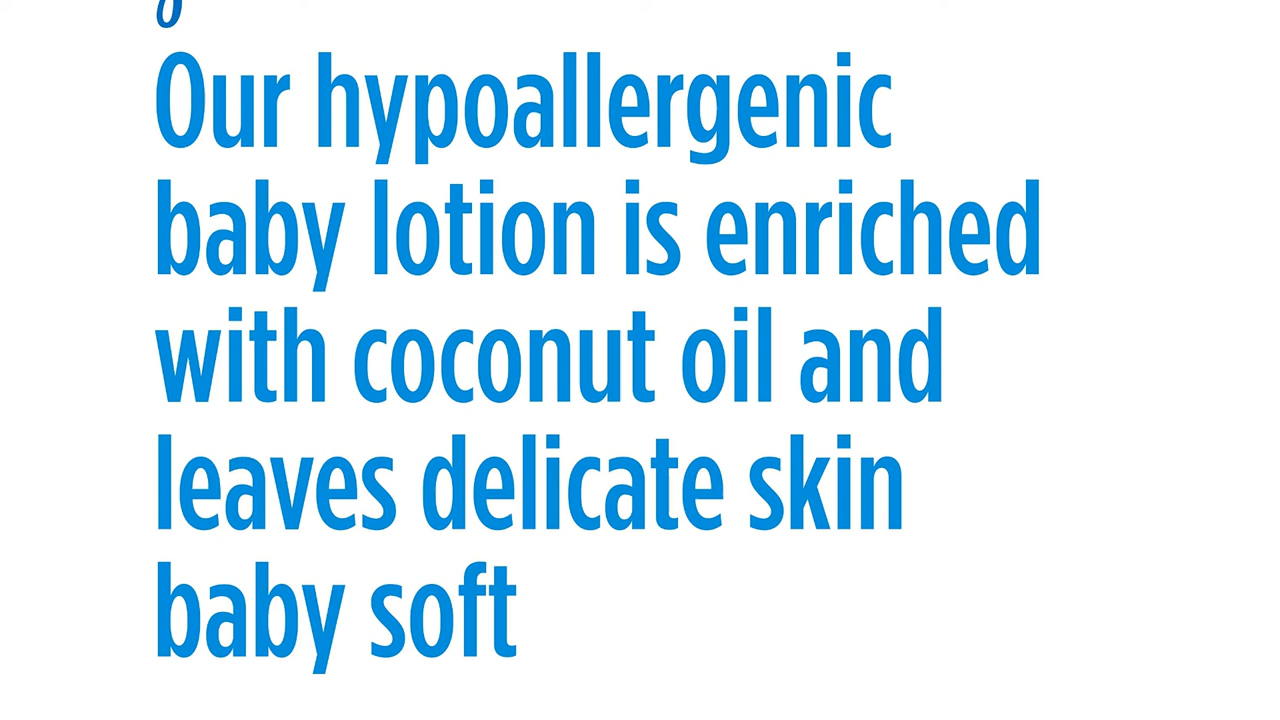 Our hypoallergenic
baby lotion is enriched
with coconut oil and
leaves delicate skin
baby soft